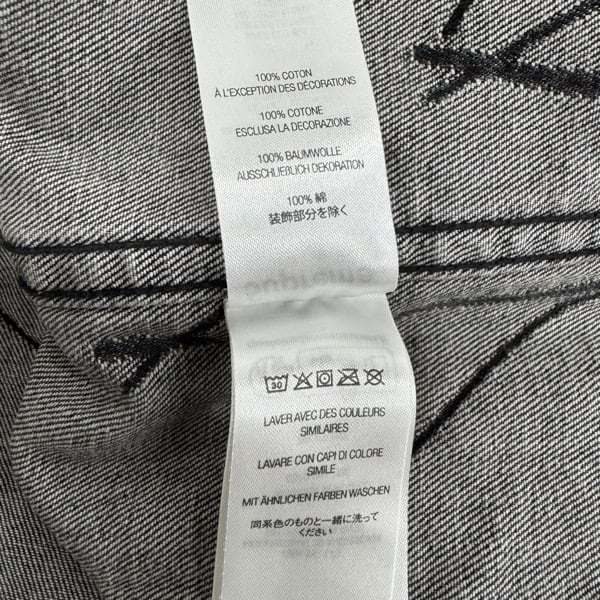 100% COTON
À L'EXCEPTION DES DÉCORATIONS
100% COTONE
ESCLUSA LA DECORAZIONE
100% BAUMWOLLE
AUSSCHLIEBLICH DEKORATION
100% 綿
装飾部分を除く
30
LAVER AVEC DES COULEURS
SIMILAIRES
LAVARE CON CAPI DI COLORE
SIMILE
MIT ÄHNLICHEN FARBEN WASCHEN
同系色のものと一緒に洗って
ください